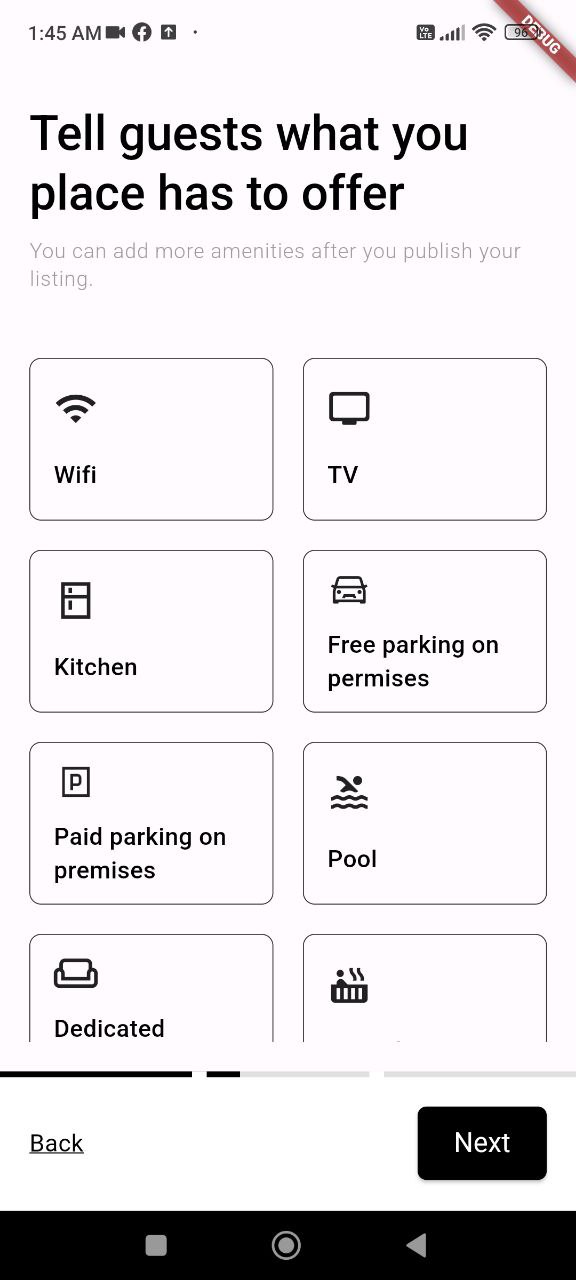 1:45 AM
Vo LTE
96
DEBUG
Tell guests what you
place has to offer
You can add more amenities after you publish your
listing.
Wifi
TV
Kitchen
Free parking on
permises
Paid parking on
premises
P
Pool
Dedicated
Back
Next